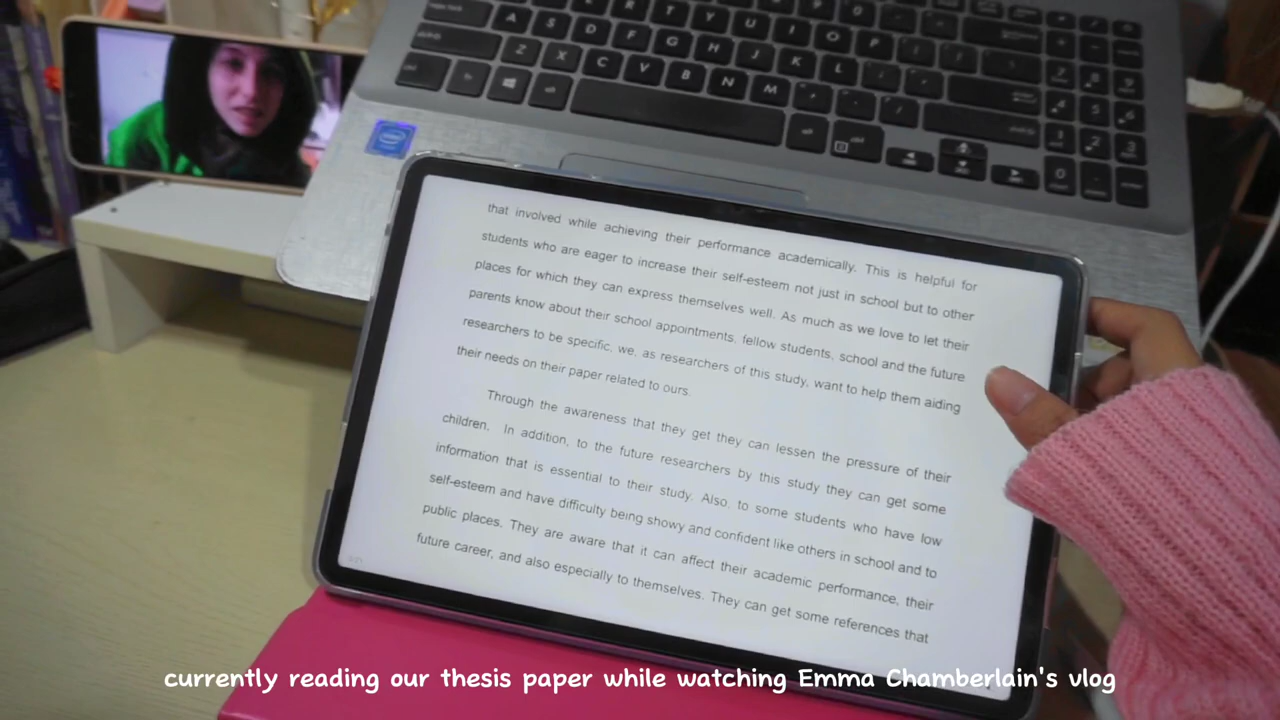 that involved while achieving their performance academically. This is helpful for
students who are eager to increase their self-esteem not just in school but to other
places for which they can express themselves well. As much as we love to let their
parents know about their school appointments, fellow students, school and the future
researchers to be specific, we, as researchers of this study, want to help them aiding
their needs on their paper related to ours.
Through the awareness that they get they can lessen the pressure of their
children. In addition, to the future researchers by this study they can get some
information that is essential to their study. Also, to some students who have low
self-esteem and have difficulty being showy and confident like others in school and to
public places. They are aware that it can affect their academic performance, their
future career, and also especially to themselves. They can get some references that
currently reading our thesis paper while watching Emma Chamberlain's vlog